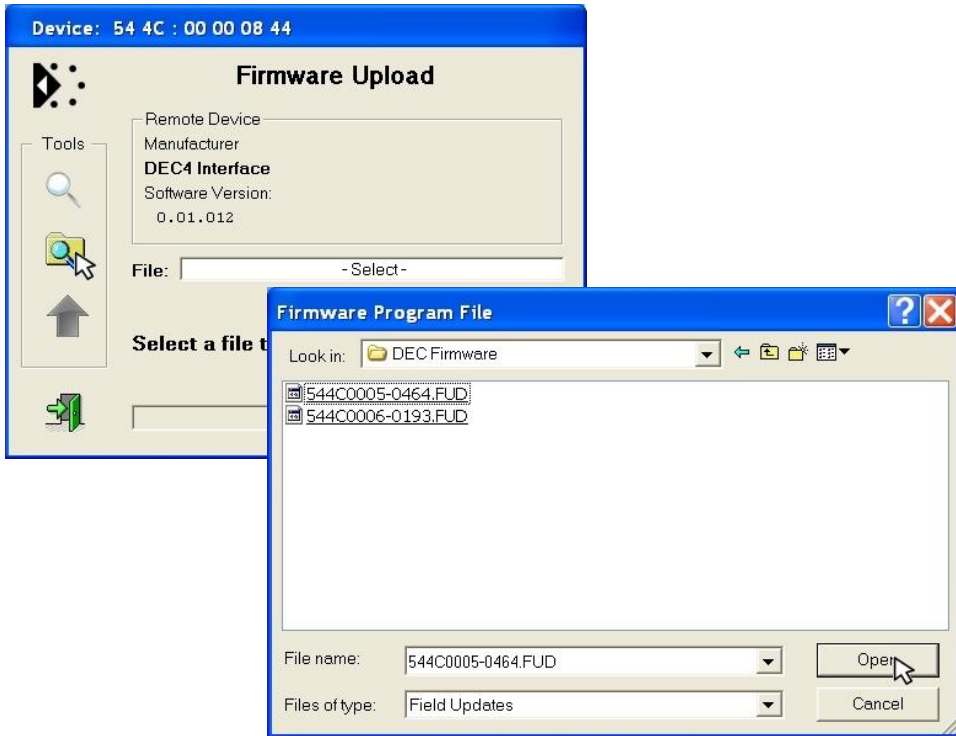 Device: 54 4C : 00 00 08 44
Firmware Upload
Tools
Remote Device
Manufacturer
DEC4 Interface
Software Version:
0.01.012
File: - Select -
Select a file t
Firmware Program File
Look in: DEC Firmware
544C0005-0464.FUD
544C0006-0193.FUD
File name: 544C0005-0464.FUD Open
Files of type: Field Updates Cancel